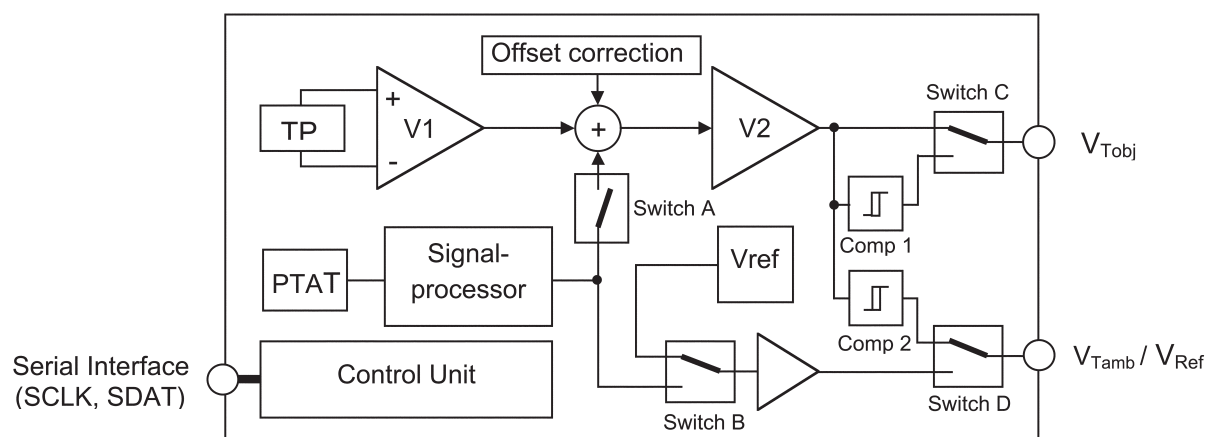 Offset correction
Switch C
+
TP
V1
-
+
V2
VTobj
Switch A
Comp 1
PTAT
Signal-
processor
Vref
Comp 2
Serial Interface
(SCLK, SDAT)
Control Unit
VTamb / VRef
Switch B
Switch D